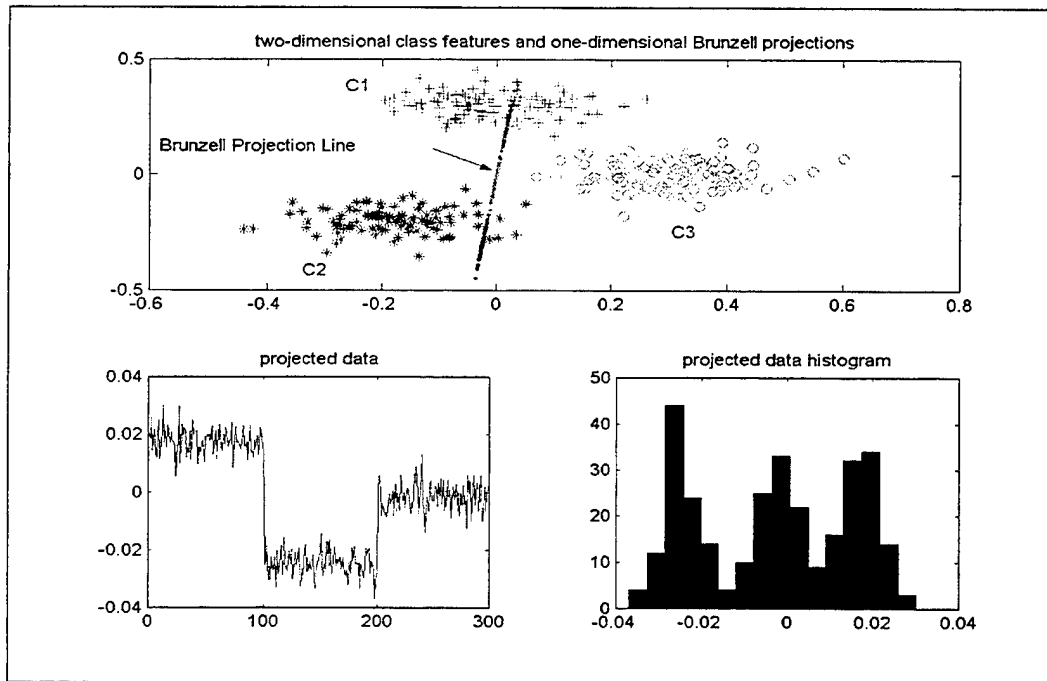 two-dimensional class features and one-dimensional Brunzell projections
0.5
C1
Brunzell Projection Line
0
C3
C2
-0.5
-0.6 -0.4 -0.2 0 0.2 0.4 0.6 0.8
projected data
0.04
0.02
0
-0.02
-0.04
0 100 200 300
projected data histogram
50
40
30
20
10
0
-0.04 -0.02 0 0.02 0.04